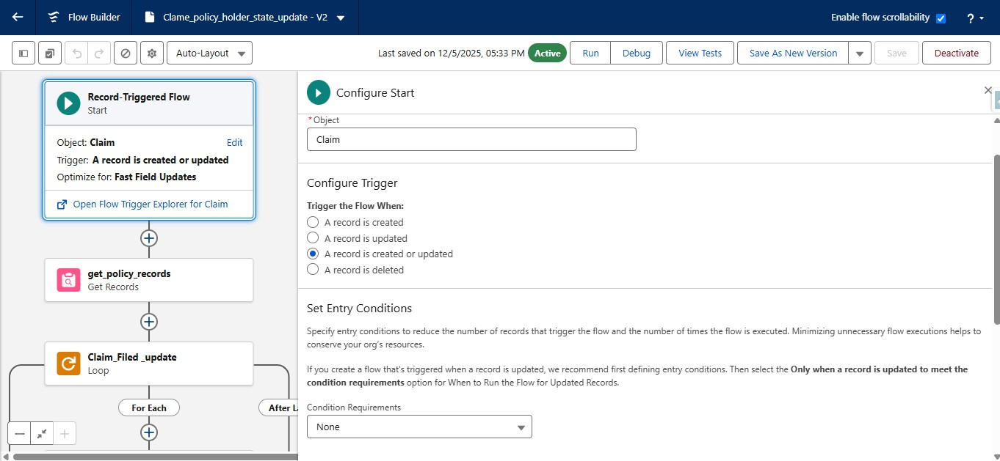 Flow Builder
Clame_policy_holder_state_update - V2
Enable flow scrollability
?
Auto-Layout
Last saved on 12/5/2025, 05:33 PM
Active
Run
Debug
View Tests
Save As New Version
Save
Deactivate
Record-Triggered Flow
Start
Object: Claim
Edit
Trigger: A record is created or updated
Optimize for: Fast Field Updates
Open Flow Trigger Explorer for Claim
get_policy_records
Get Records
Claim_Filed _update
Loop
For Each
After La
Configure Start
* Object
Claim
Configure Trigger
Trigger the Flow When:
A record is created
A record is updated
A record is created or updated
A record is deleted
Set Entry Conditions
Specify entry conditions to reduce the number of records that trigger the flow and the number of times the flow is executed. Minimizing unnecessary flow executions helps to
conserve your org's resources.
If you create a flow that's triggered when a record is updated, we recommend first defining entry conditions. Then select the Only when a record is updated to meet the
condition requirements option for When to Run the Flow for Updated Records.
Condition Requirements
None